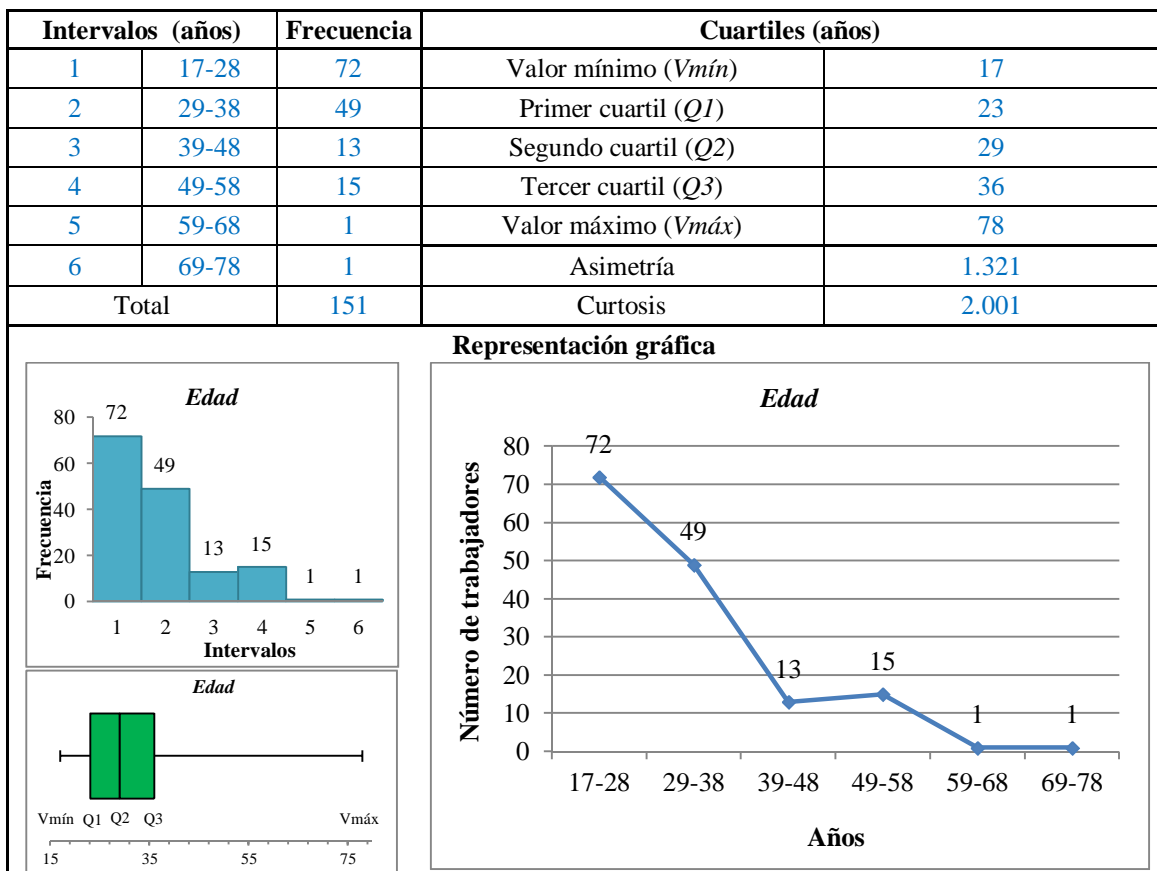 Intervalos (años) Frecuencia Cuartiles (años)
1 17-28 72 Valor mínimo (Vmín) 17
2 29-38 49 Primer cuartil (Q1) 23
3 39-48 13 Segundo cuartil (Q2) 29
4 49-58 15 Tercer cuartil (Q3) 36
5 59-68 1 Valor máximo (Vmáx) 78
6 69-78 1 Asimetría 1.321
Total 151 Curtosis 2.001
Representación gráfica
Edad
Frecuencia
80
60
40
20
0
72 49 13 15 1 1
1 2 3 4 5 6
Intervalos
Edad
Vmín Q1 Q2 Q3 Vmáx
15 35 55 75
Edad
Número de trabajadores
80
70
60
50
40
30
20
10
0
72 49 13 15 1 1
17-28 29-38 39-48 49-58 59-68 69-78
Años